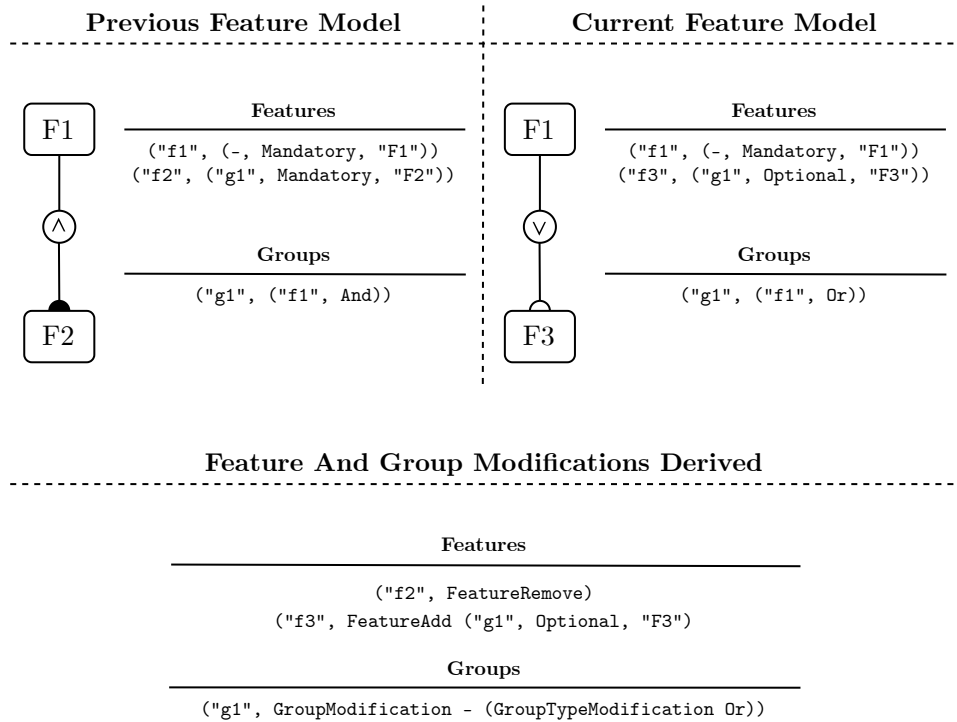 Previous Feature Model
F1
∧
F2
Features
("f1", (-, Mandatory, "F1"))
("f2", ("g1", Mandatory, "F2"))
Groups
("g1", ("f1", And))
Current Feature Model
F1
∨
F3
Features
("f1", (-, Mandatory, "F1"))
("f3", ("g1", Optional, "F3"))
Groups
("g1", ("f1", Or))
Feature And Group Modifications Derived
Features
("f2", FeatureRemove)
("f3", FeatureAdd ("g1", Optional, "F3")
Groups
("g1", GroupModification - (GroupTypeModification Or))